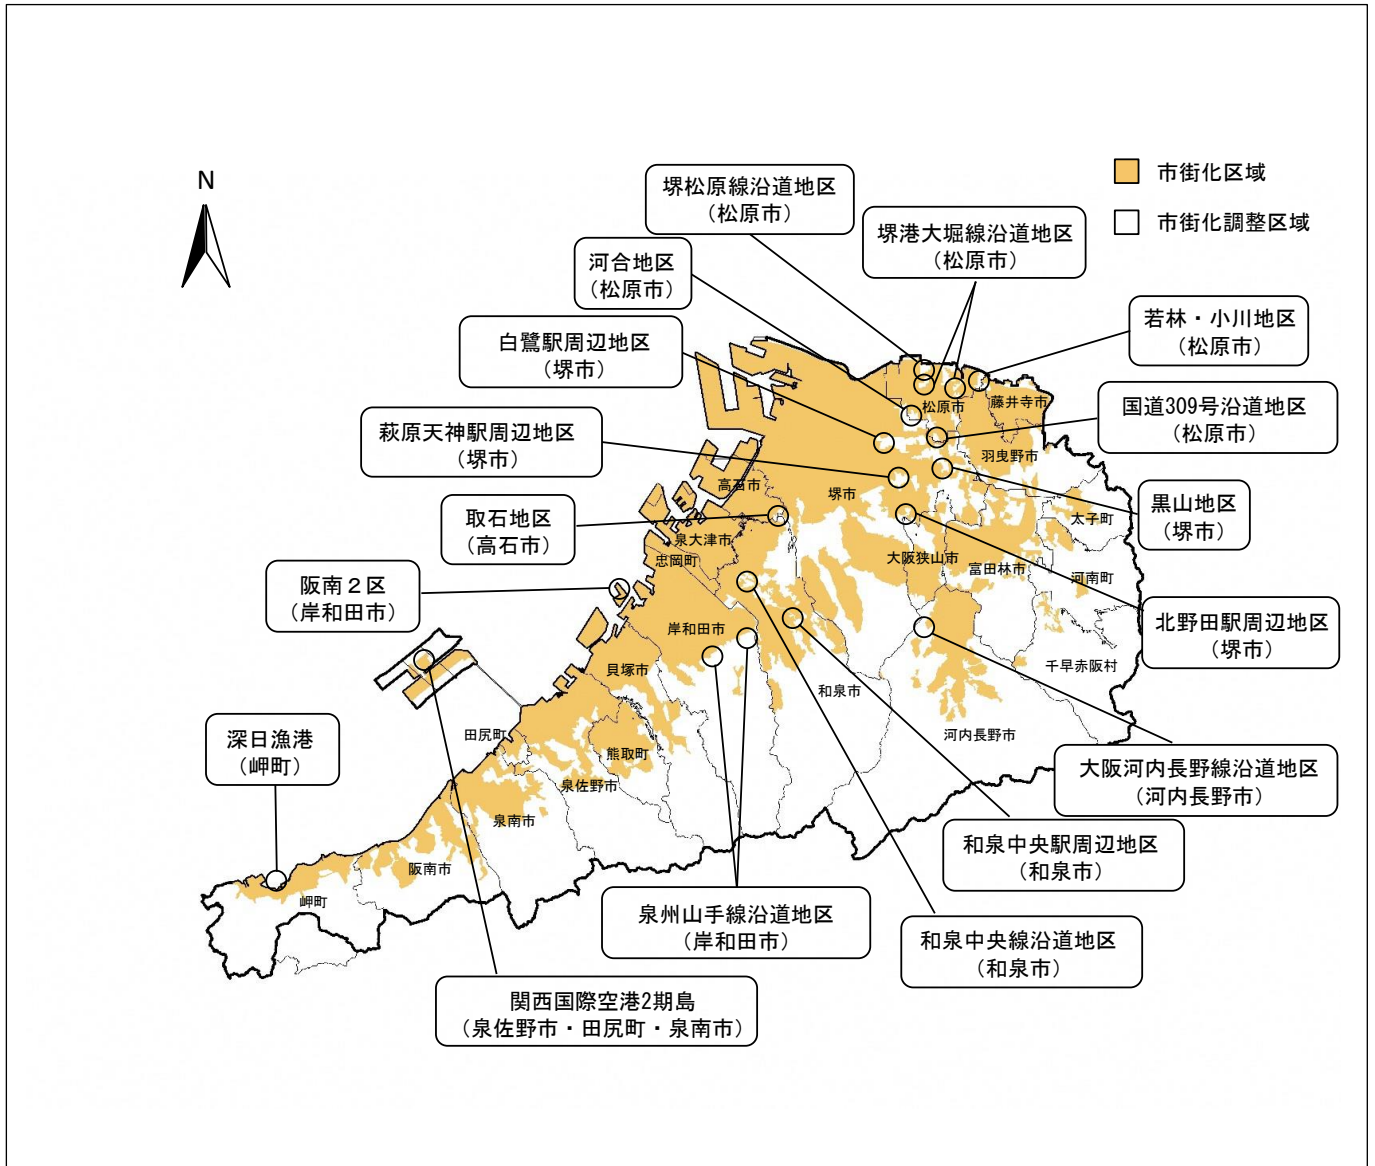 N
市街化区域
市街化調整区域
堺松原線沿道地区
（松原市）
堺港大堀線沿道地区
（松原市）
河合地区
（松原市）
若林・小川地区
（松原市）
白鷺駅周辺地区
（堺市）
国道309号沿道地区
（松原市）
萩原天神駅周辺地区
（堺市）
黒山地区
（堺市）
取石地区
（高石市）
阪南２区
（岸和田市）
北野田駅周辺地区
（堺市）
深日漁港
（岬町）
大阪河内長野線沿道地区
（河内長野市）
和泉中央駅周辺地区
（和泉市）
泉州山手線沿道地区
（岸和田市）
和泉中央線沿道地区
（和泉市）
関西国際空港2期島
（泉佐野市・田尻町・泉南市）
松原市
藤井寺市
羽曳野市
高石市
堺市
太子町
泉大津市
忠岡町
大阪狭山市
富田林市
河南町
岸和田市
千早赤阪村
貝塚市
和泉市
田尻町
熊取町
河内長野市
泉佐野市
泉南市
阪南市
岬町